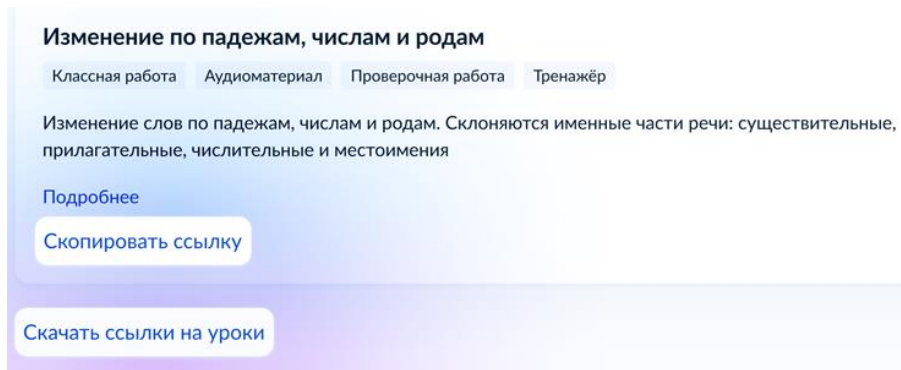 Изменение по падежам, числам и родам
Классная работа Аудиоматериал Проверочная работа Тренажёр
Изменение слов по падежам, числам и родам. Склоняются именные части речи: существительные,
прилагательные, числительные и местоимения
Подробнее
Скопировать ссылку
Скачать ссылки на уроки